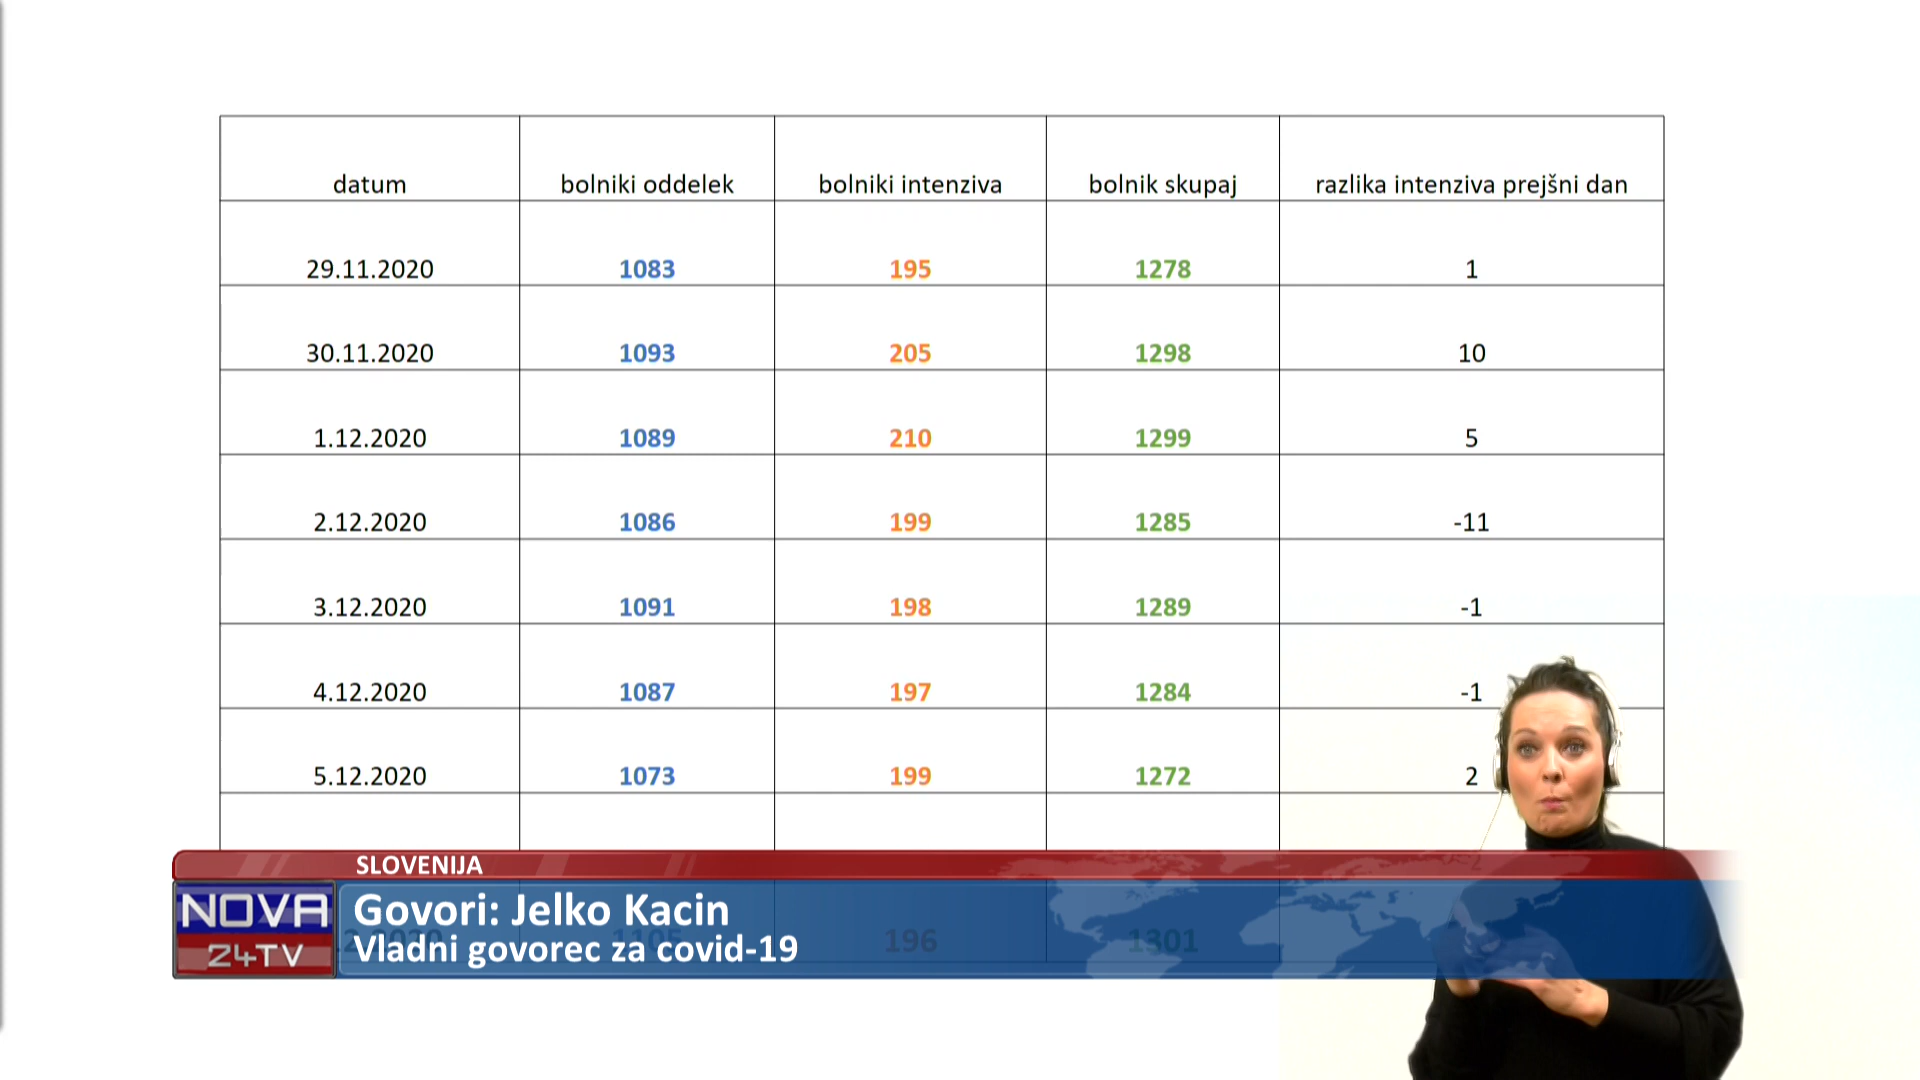 datum bolniki oddelek bolniki intenziva bolnik skupaj razlika intenziva prejšni dan
29.11.2020 1083 195 1278 1
30.11.2020 1093 205 1298 10
1.12.2020 1089 210 1299 5
2.12.2020 1086 199 1285 -11
3.12.2020 1091 198 1289 -1
4.12.2020 1087 197 1284 -1
5.12.2020 1073 199 1272 2
SLOVENIJA
NOVA
24TV
Govori: Jelko Kacin
Vladni govorec za covid-19
1105 196 1301